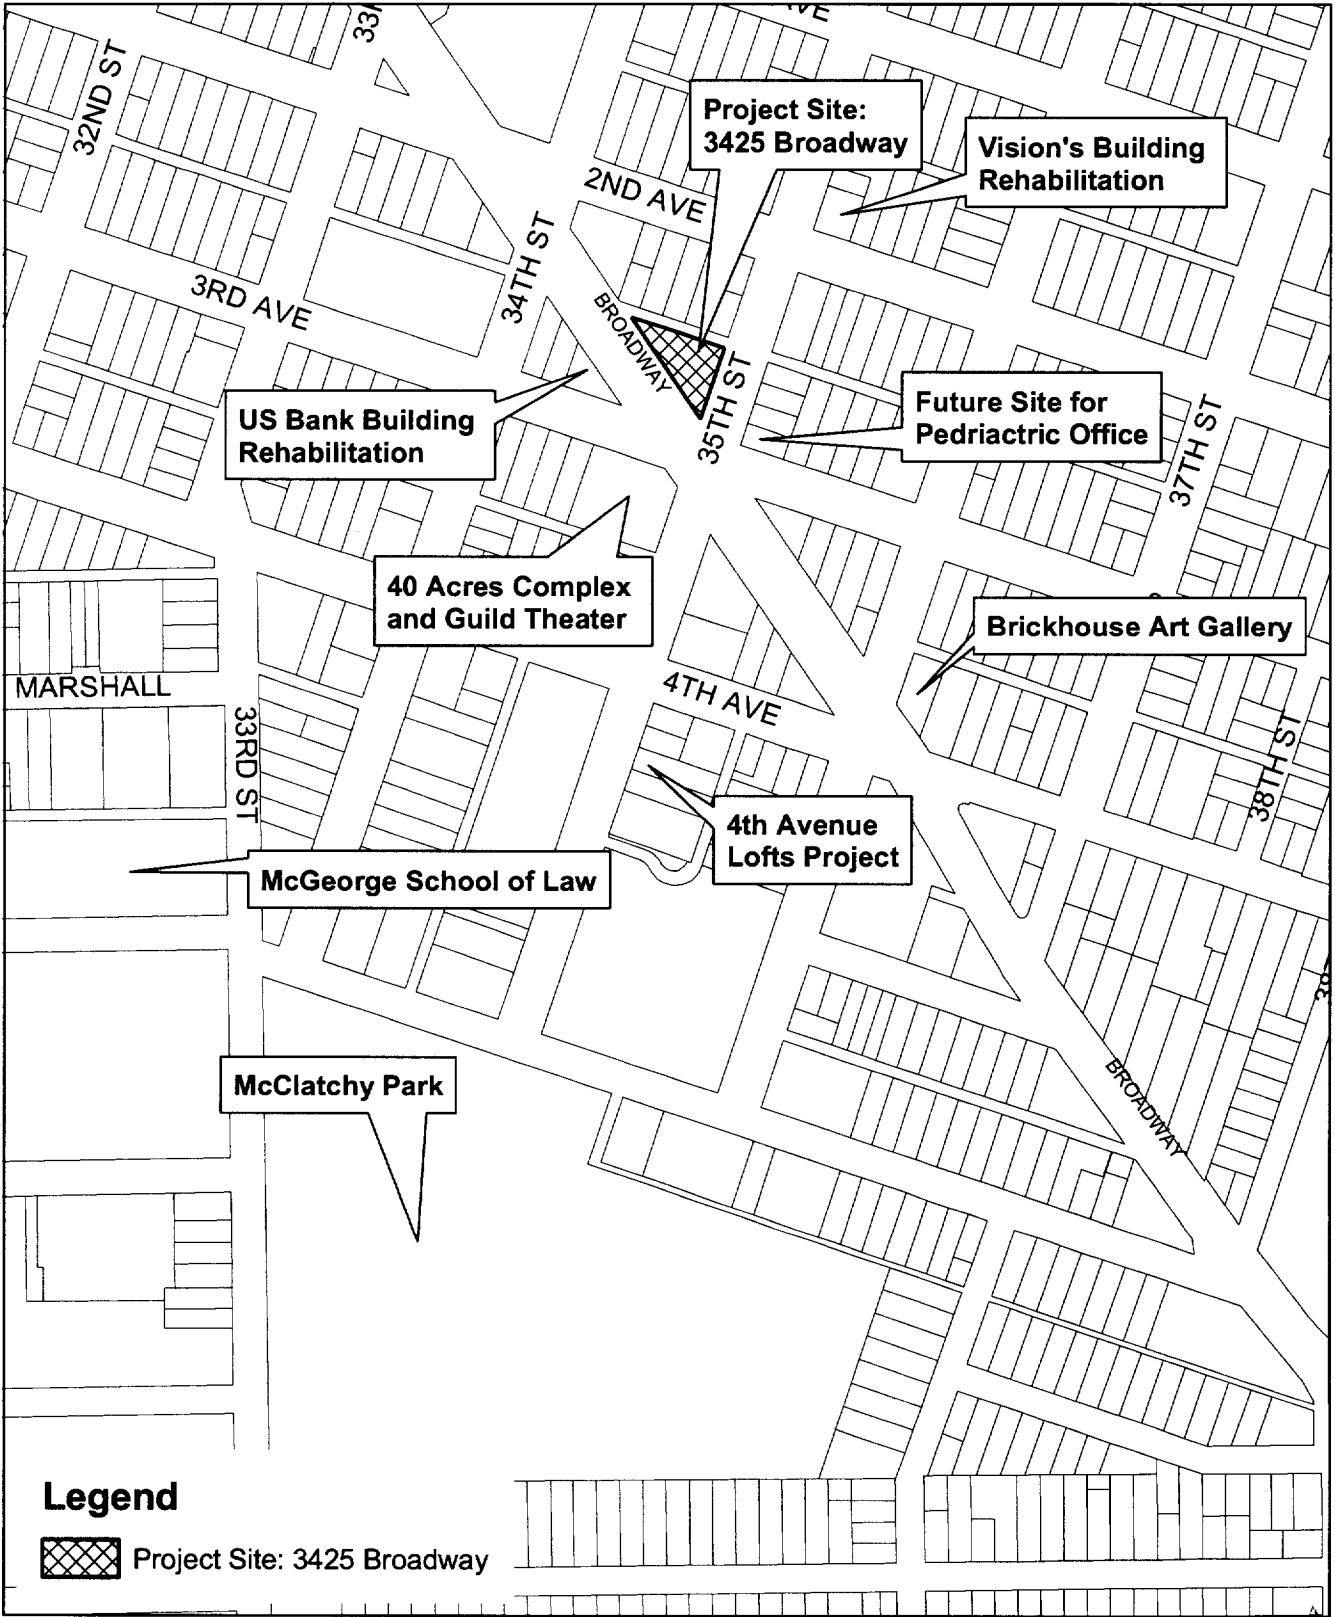 33R
VE
32ND ST
Project Site:
3425 Broadway
Vision's Building
Rehabilitation
2ND AVE
34TH ST
3RD AVE
BROADWAY
35TH ST
US Bank Building
Rehabilitation
Future Site for
Pedriactric Office
37TH ST
40 Acres Complex
and Guild Theater
Brickhouse Art Gallery
MARSHALL
4TH AVE
33RD ST
38TH ST
4th Avenue
Lofts Project
McGeorge School of Law
McClatchy Park
BROADWAY
Legend
Project Site: 3425 Broadway